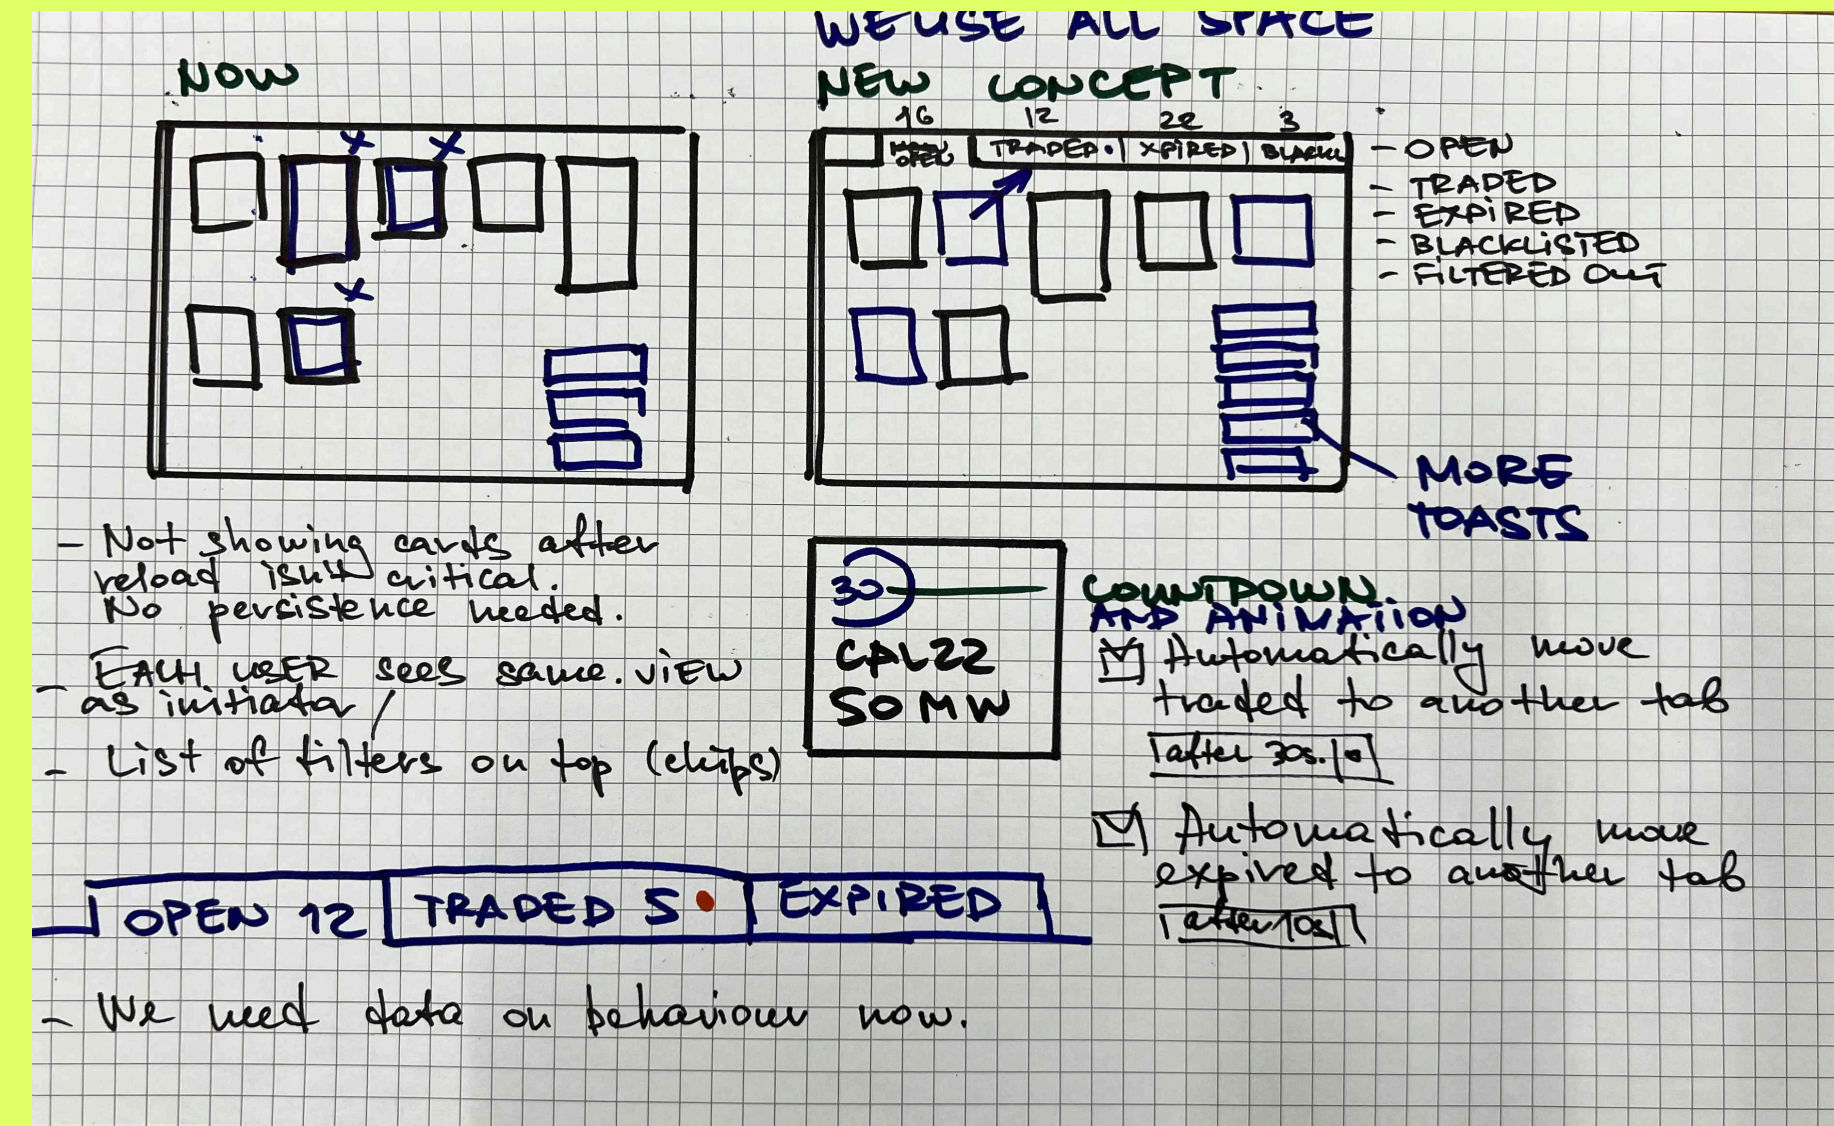 WE USE ALL SPACE
NOW
NEW CONCEPT
16 12 22 3
OPEN TRADED XPIRED BLACKL
- OPEN
- TRADED
- EXPIRED
- BLACKLISTED
- FILTERED OUT
MORE
TOASTS
- Not showing cards after
reload isn't critical.
No persistence needed.
- EACH USER sees same view
as initiator
- List of filters on top (chips)
30
CAL22
50 MW
COUNTDOWN
AND ANIMATION
Automatically move
traded to another tab
after 30s.
Automatically move
expired to another tab
after 10s
OPEN 12 TRADED 5 EXPIRED
- We need data on behaviour now.